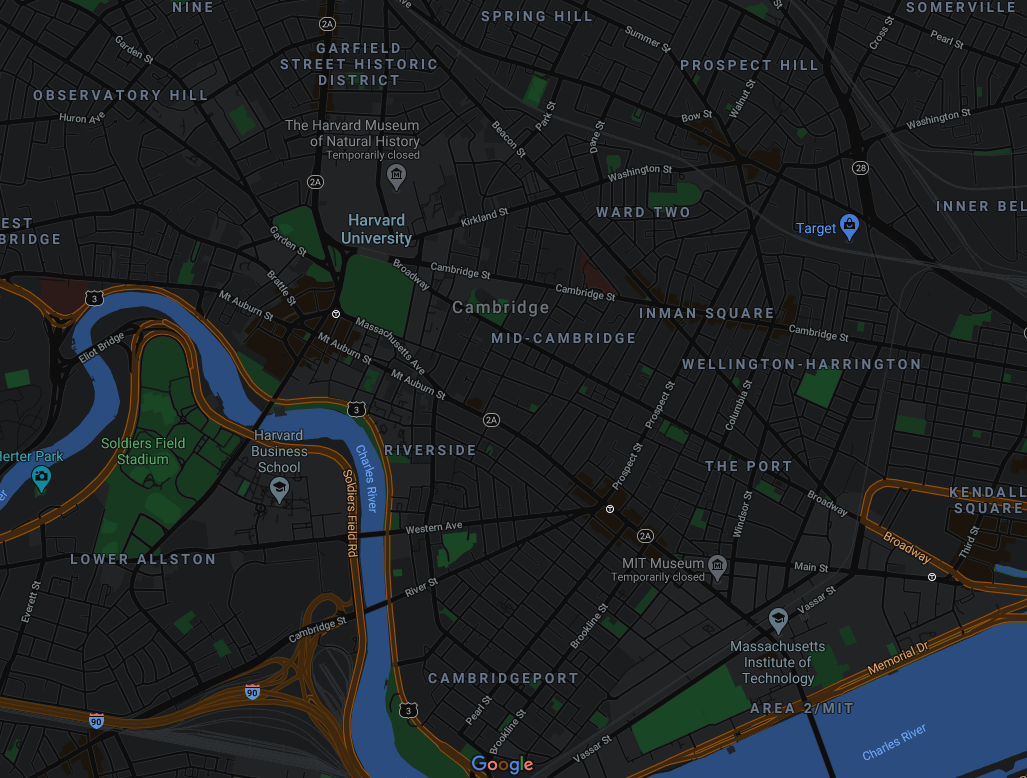 NINE
2A
Ave
SPRING HILL
St
SOMERVILLE
Garden St
GARFIELD
STREET HISTORIC
DISTRICT
Summer St
Cross St
Pearl St
PROSPECT HILL
OBSERVATORY HILL
Huron Ave
The Harvard Museum
of Natural History
Temporarily closed
Beacon St
Park St
Dane St
Bow St
Walnut St
Washington St
2A
Washington St
28
EST
BRIDGE
Garden St
Harvard
University
Kirkland St
WARD TWO
Target
INNER BEL
3
Mt Auburn St
Brattle St
Broadway
Cambridge St
Cambridge St
Cambridge
T
INMAN SQUARE
Cambridge St
Eliot Bridge
Mt Auburn St
Massachusetts Ave
MID-CAMBRIDGE
WELLINGTON-HARRINGTON
Mt Auburn St
Prospect St
Columbia St
3
2A
Soldiers Field
Stadium
Harvard
Business
School
Charles River
RIVERSIDE
Prospect St
THE PORT
lerter Park
er
Soldiers Field Rd
Western Ave
T
2A
Windsor St
Broadway
KENDALL
SQUARE
Broadway
Third St
LOWER ALLSTON
MIT Museum
Temporarily closed
Main St
T
Everett St
River St
Cambridge St
Brookline St
Vassar St
Massachusetts
Institute of
Technology
Memorial Dr
CAMBRIDGEPORT
90
90
3
Pearl St
Brookline St
Vassar St
AREA 2/MIT
Charles River
Google